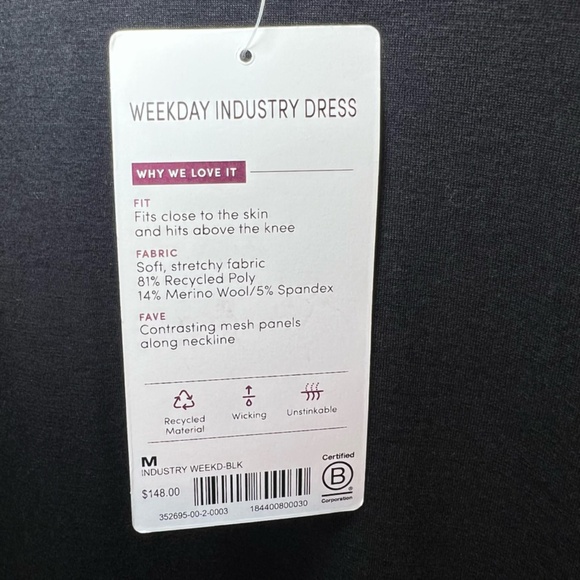 WEEKDAY INDUSTRY DRESS
WHY WE LOVE IT
FIT
Fits close to the skin
and hits above the knee
FABRIC
Soft, stretchy fabric
81% Recycled Poly
14% Merino Wool/5% Spandex
FAVE
Contrasting mesh panels
along neckline
Recycled
Material
Wicking
Unstinkable
M
INDUSTRY WEEKD-BLK
$148.00
352695-00-2-0003
184400800030
Certified
B
®
Corporation